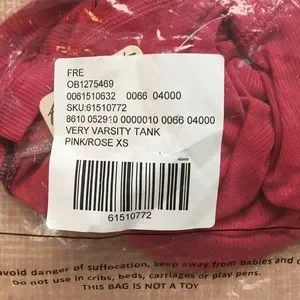 FRE
OB1275469
0061510632 0066 04000
SKU:61510772
8610 052910 0000010 0066 04000
VERY VARSITY TANK
PINK/ROSE XS
61510772
avoid danger of suffocation, keep away from babies and
Do not use in cribs, beds, carriages or play pens.
THIS BAG IS NOT A TOY